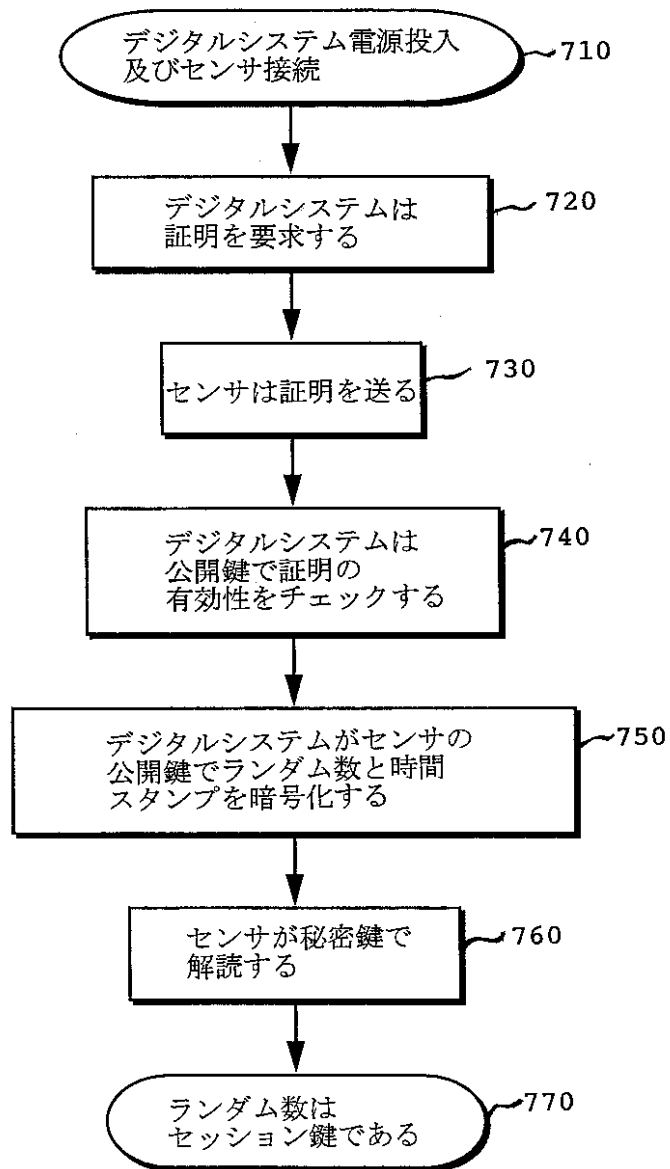 デジタルシステム電源投入
及びセンサ接続
710
デジタルシステムは
証明を要求する
720
センサは証明を送る
730
デジタルシステムは
公開鍵で証明の
有効性をチェックする
740
デジタルシステムがセンサの
公開鍵でランダム数と時間
スタンプを暗号化する
750
センサが秘密鍵で
解読する
760
ランダム数は
セッション鍵である
770